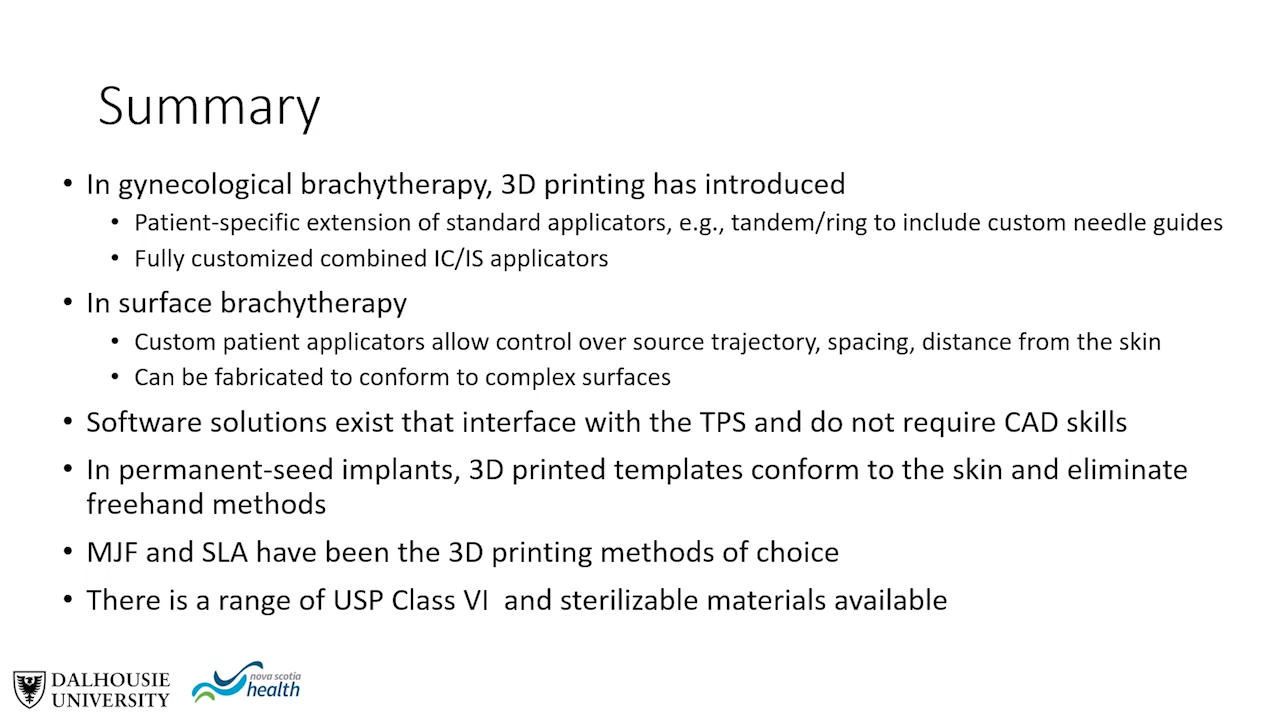 Summary
• In gynecological brachytherapy, 3D printing has introduced
• Patient-specific extension of standard applicators, e.g., tandem/ring to include custom needle guides
• Fully customized combined IC/IS applicators
• In surface brachytherapy
• Custom patient applicators allow control over source trajectory, spacing, distance from the skin
• Can be fabricated to conform to complex surfaces
• Software solutions exist that interface with the TPS and do not require CAD skills
• In permanent-seed implants, 3D printed templates conform to the skin and eliminate
freehand methods
• MJF and SLA have been the 3D printing methods of choice
• There is a range of USP Class VI  and sterilizable materials available
DALHOUSIE
UNIVERSITY
nova scotia
health